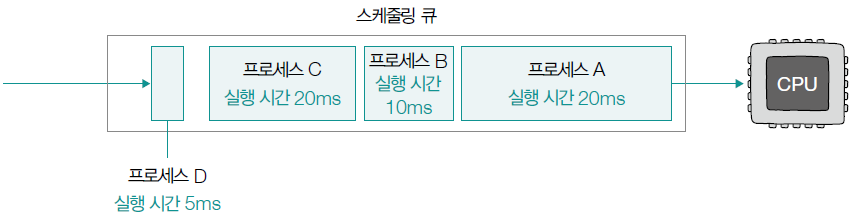 스케줄링 큐
프로세스 C
실행 시간 20ms
프로세스 B
실행 시간
10ms
프로세스 A
실행 시간 20ms
CPU
프로세스 D
실행 시간 5ms